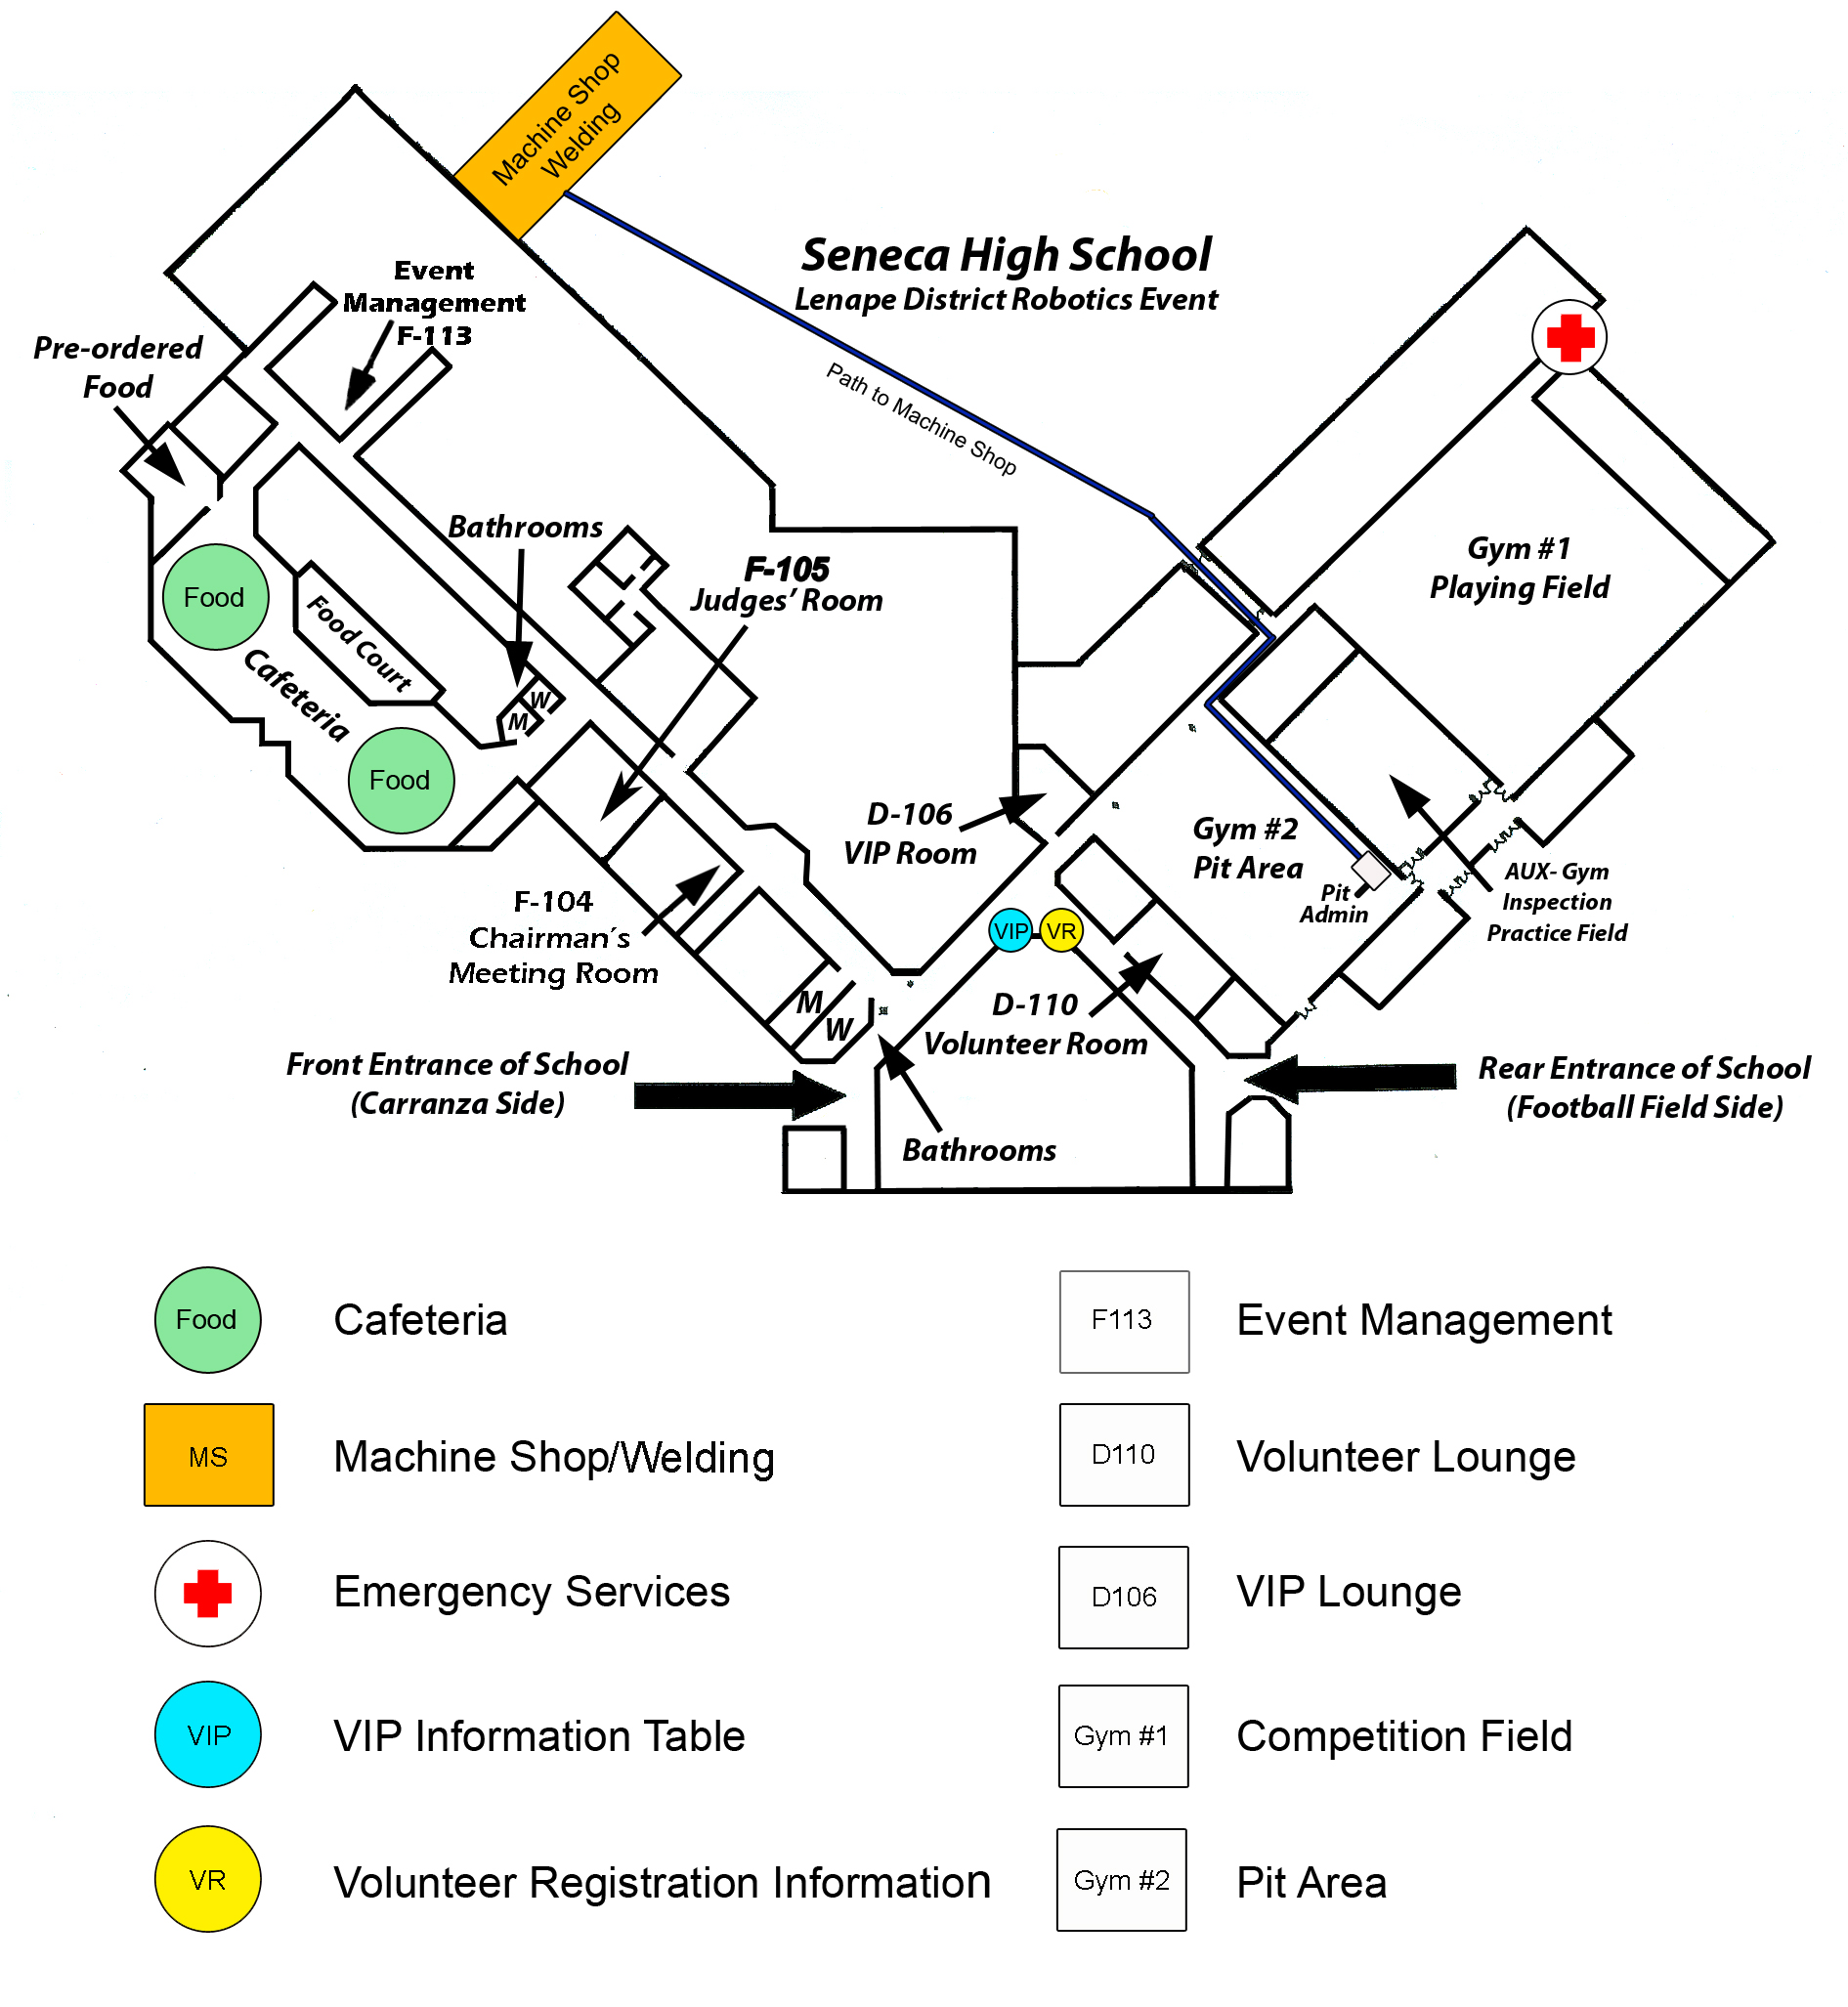 Machine Shop
Welding
Seneca High School
Lenape District Robotics Event
Event
Management
F-113
Pre-ordered
Food
Path to Machine Shop
Bathrooms
F-105
Judges' Room
Gym #1
Playing Field
Food
Food Court
Cafeteria
W
M
Food
D-106
VIP Room
Gym #2
Pit Area
Pit
Admin
AUX- Gym
Inspection
Practice Field
F-104
Chairman's
Meeting Room
VIP
VR
M
W
D-110
Volunteer Room
Front Entrance of School
(Carranza Side)
Rear Entrance of School
(Football Field Side)
Bathrooms
Food
Cafeteria
F113
Event Management
MS
Machine Shop/Welding
D110
Volunteer Lounge
Emergency Services
D106
VIP Lounge
VIP
VIP Information Table
Gym #1
Competition Field
VR
Volunteer Registration Information
Gym #2
Pit Area